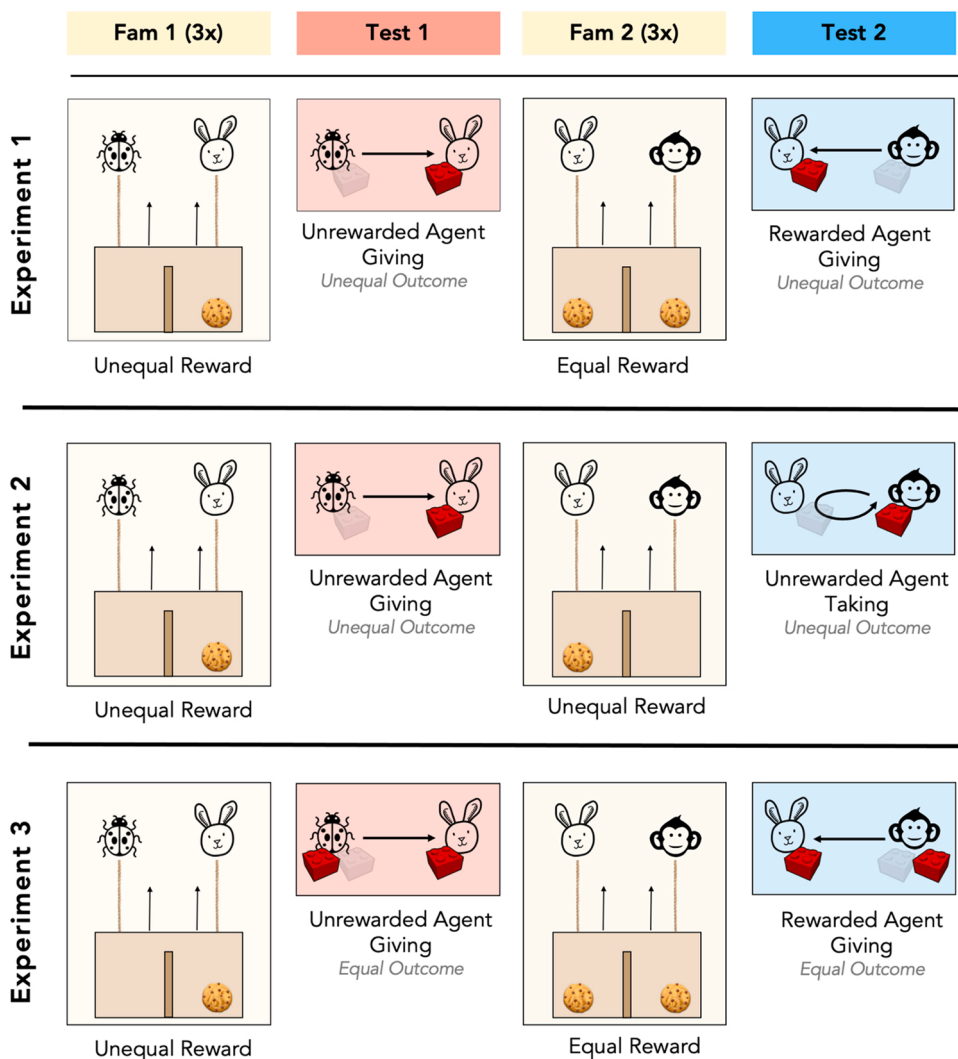 Fam 1 (3x)
Test 1
Fam 2 (3x)
Test 2
Experiment 1
Unequal Reward
Unrewarded Agent
Giving
Unequal Outcome
Equal Reward
Rewarded Agent
Giving
Unequal Outcome
Experiment 2
Unequal Reward
Unrewarded Agent
Giving
Unequal Outcome
Unequal Reward
Unrewarded Agent
Taking
Unequal Outcome
Experiment 3
Unequal Reward
Unrewarded Agent
Giving
Equal Outcome
Equal Reward
Rewarded Agent
Giving
Equal Outcome